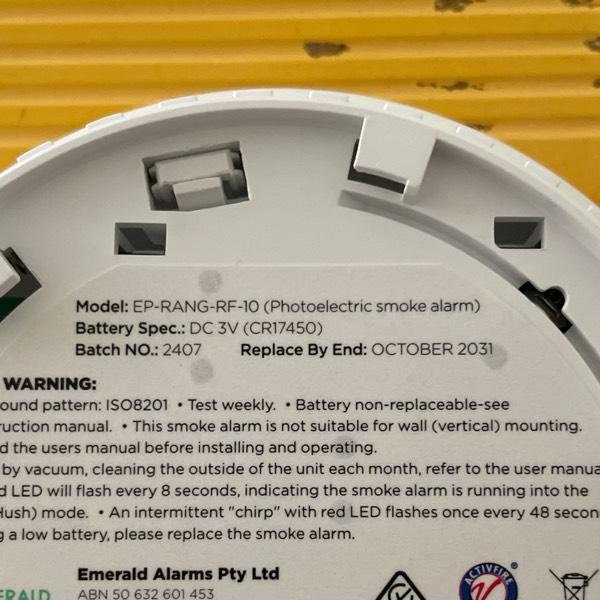 Model: EP-RANG-RF-10 (Photoelectric smoke alarm)
Battery Spec.: DC 3V (CR17450)
Batch NO.: 2407 Replace By End: OCTOBER 2031
WARNING:
ound pattern: ISO8201 • Test weekly. • Battery non-replaceable-see
ruction manual. • This smoke alarm is not suitable for wall (vertical) mounting.
d the users manual before installing and operating.
by vacuum, cleaning the outside of the unit each month, refer to the user manua
d LED will flash every 8 seconds, indicating the smoke alarm is running into the
Hush) mode. • An intermittent "chirp" with red LED flashes once every 48 secon
g a low battery, please replace the smoke alarm.
Emerald Alarms Pty Ltd
ERALD ABN 50 632 601 453
ACTIVFIRE®